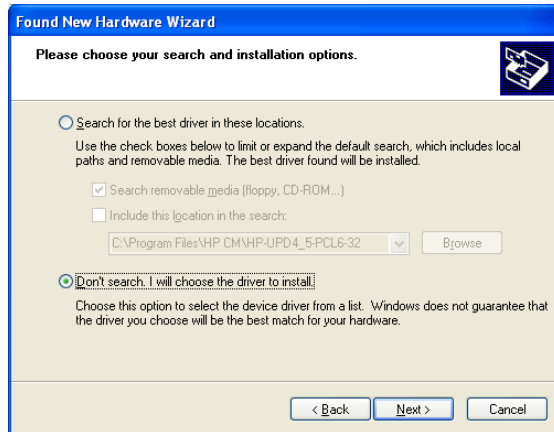 Found New Hardware Wizard
Please choose your search and installation options.
Search for the best driver in these locations.
Use the check boxes below to limit or expand the default search, which includes local
paths and removable media. The best driver found will be installed.
Search removable media (floppy, CD-ROM...)
Include this location in the search:
C:\Program Files\HP CM\HP-UPD4_5-PCL6-32
Browse
Don't search. I will choose the driver to install.
Choose this option to select the device driver from a list. Windows does not guarantee that
the driver you choose will be the best match for your hardware.
< Back Next > Cancel